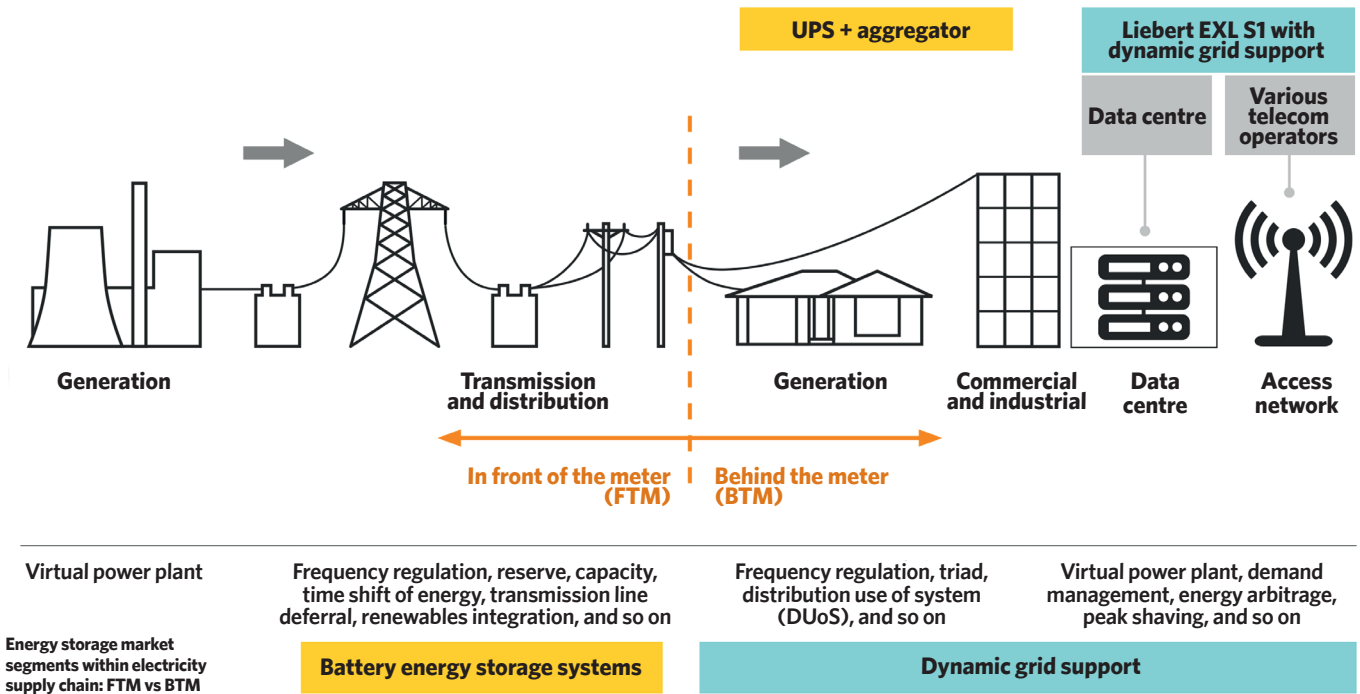 UPS + aggregator
Liebert EXL S1 with
dynamic grid support
Data centre
Various
telecom
operators
Generation
Transmission
and distribution
Generation
Commercial
and industrial
Data
centre
Access
network
In front of the meter
(FTM)
Behind the meter
(BTM)
Virtual power plant
Frequency regulation, reserve, capacity,
time shift of energy, transmission line
deferral, renewables integration, and so on
Frequency regulation, triad,
distribution use of system
(DUoS), and so on
Virtual power plant, demand
management, energy arbitrage,
peak shaving, and so on
Energy storage market
segments within electricity
supply chain: FTM vs BTM
Battery energy storage systems
Dynamic grid support